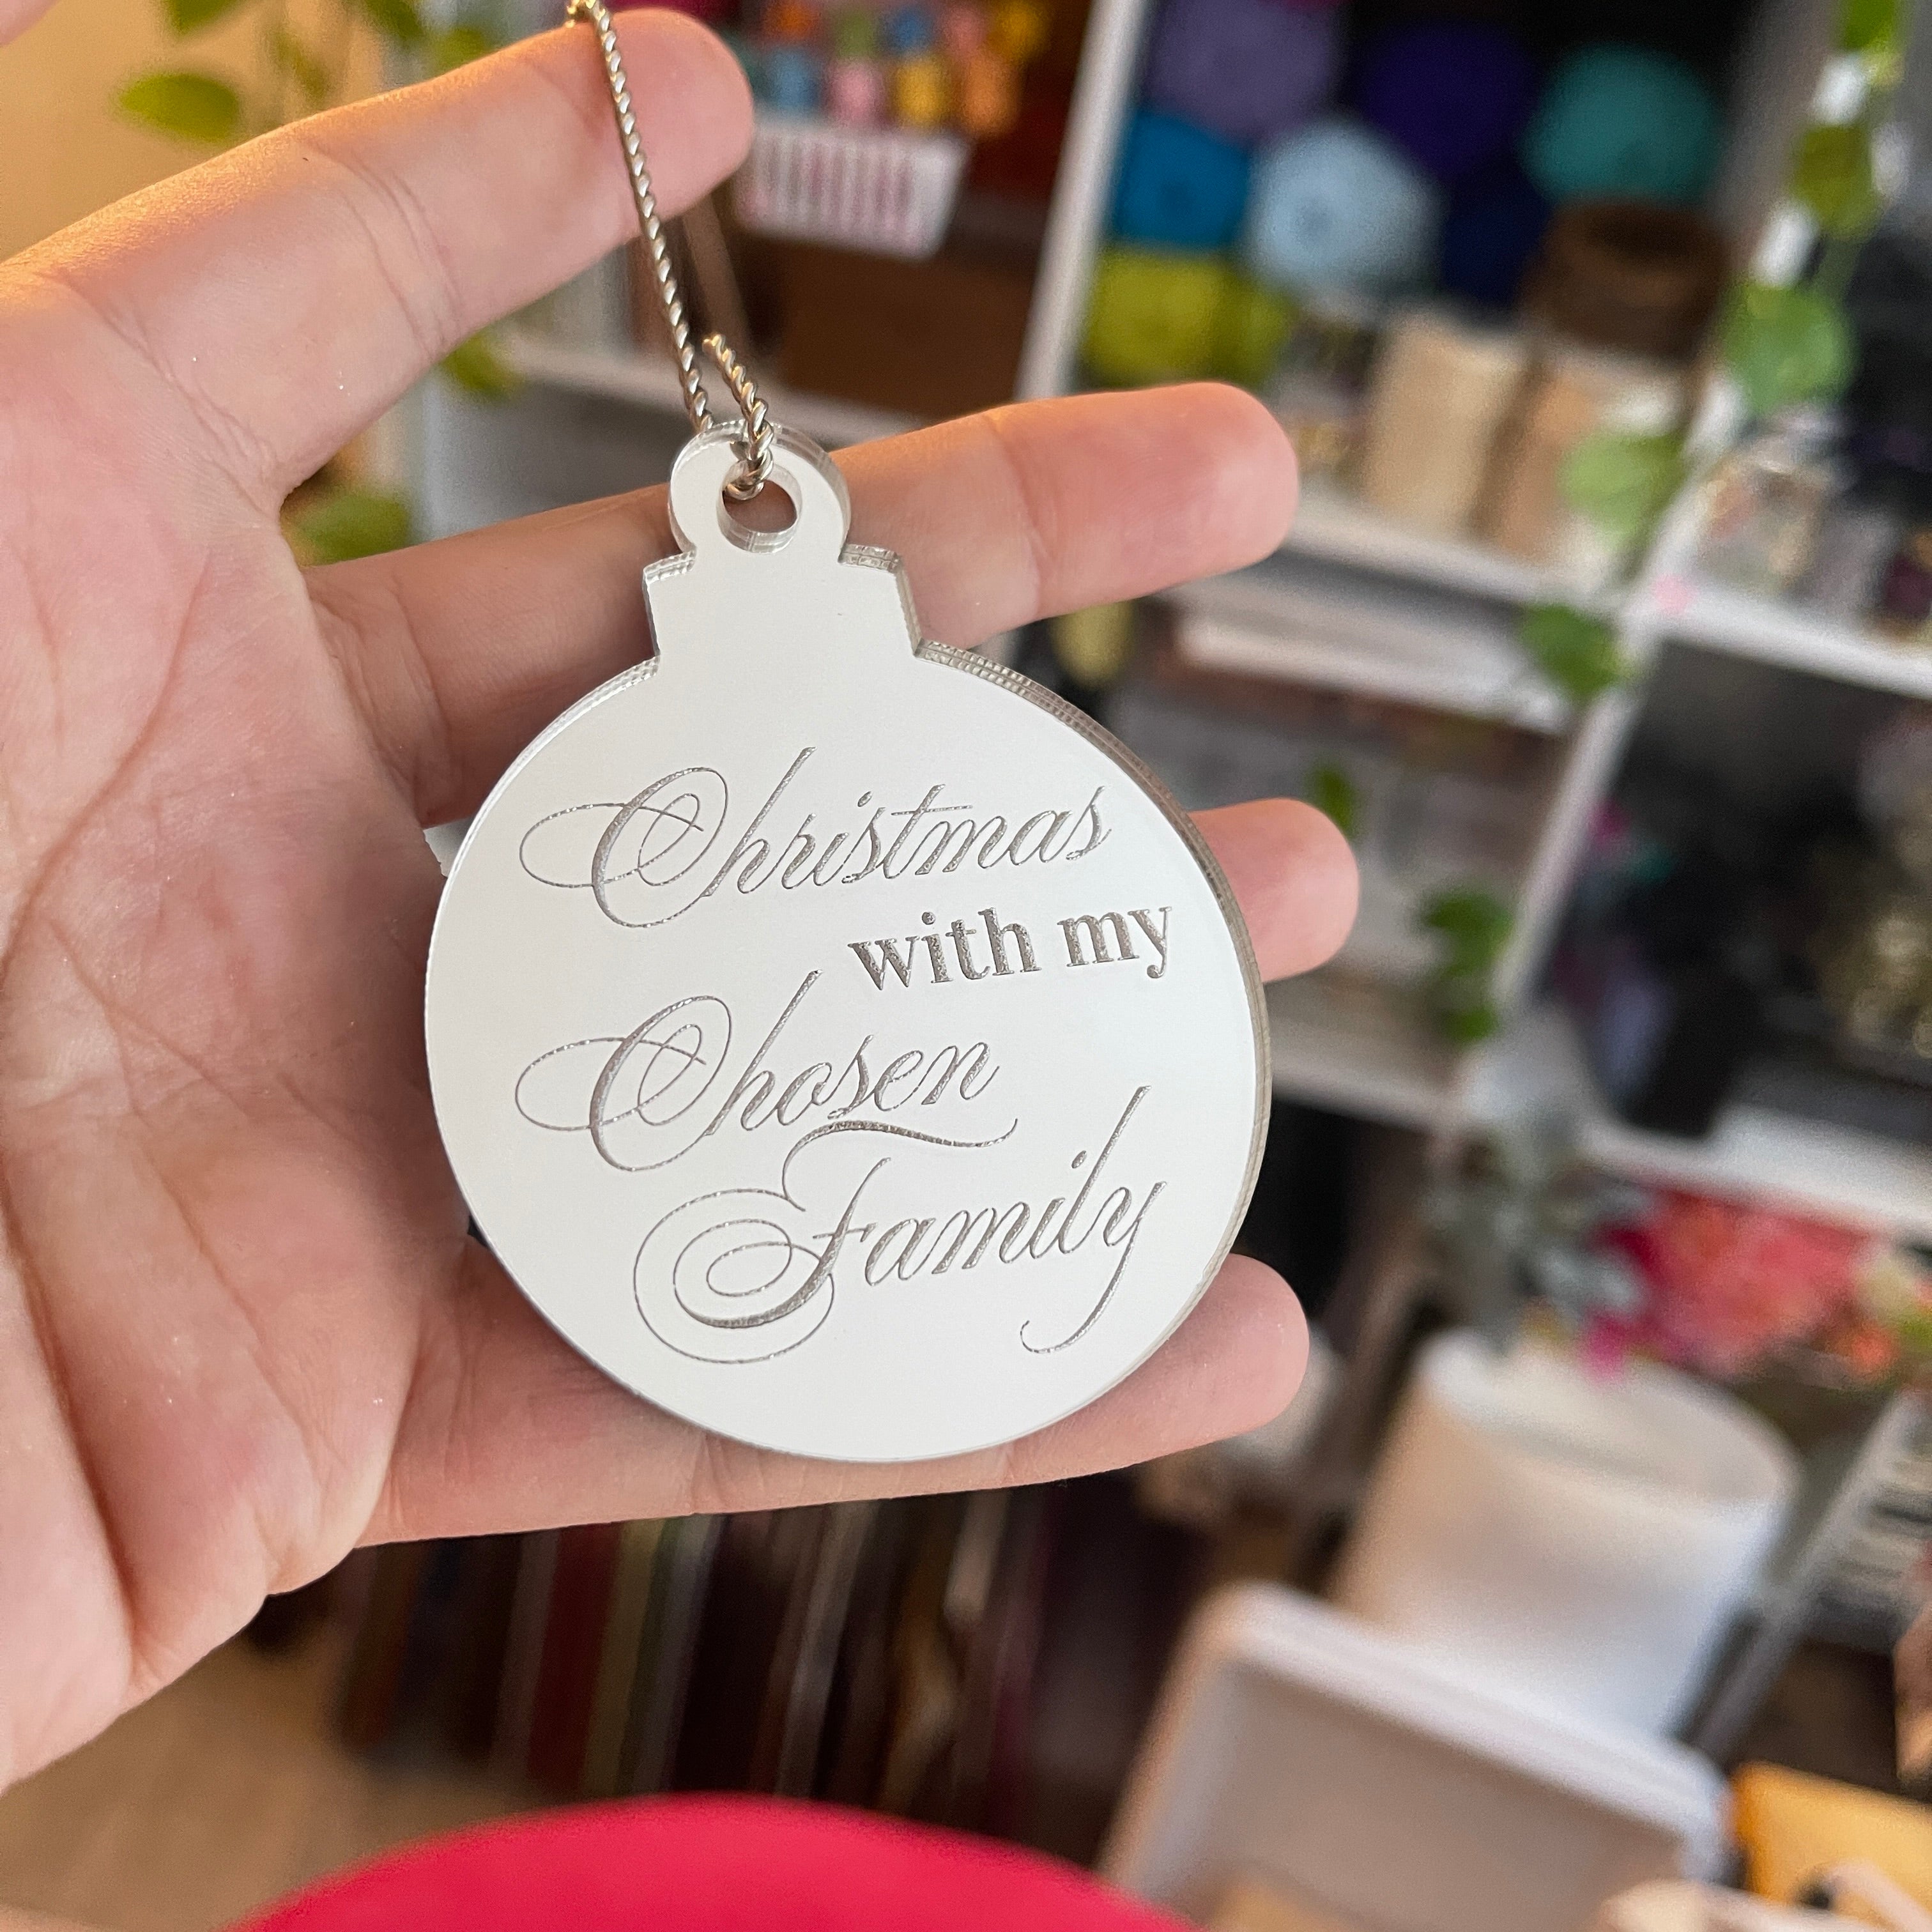 Christmas
with my
Chosen
Family